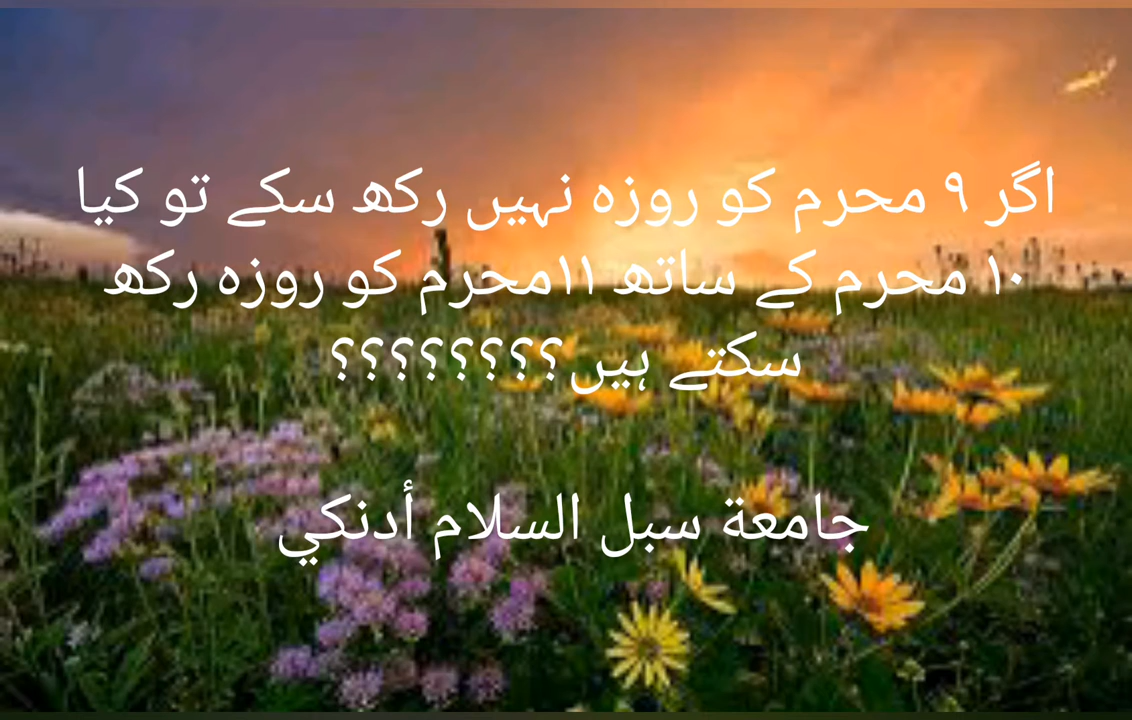 اگر ۹ محرم کو روزہ نہیں رکھ سکے تو کیا
۱۰ محرم کے ساتھ ۱۱محرم کو روزہ رکھ
سکتے ہیں؟؟؟؟؟؟؟؟
جامعة سبل السلام أدنكي